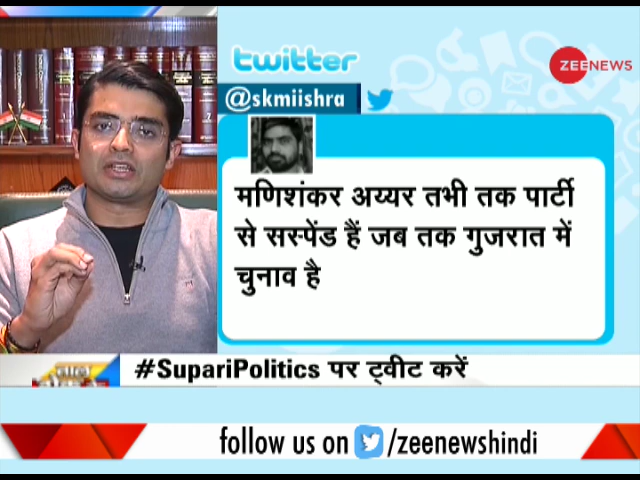 twitter
ZEENEWS
@skmiishra
मणिशंकर अय्यर तभी तक पार्टी
से सस्पेंड हैं जब तक गुजरात में
चुनाव है
#SupariPolitics पर ट्वीट करें
follow us on /zeenewshindi